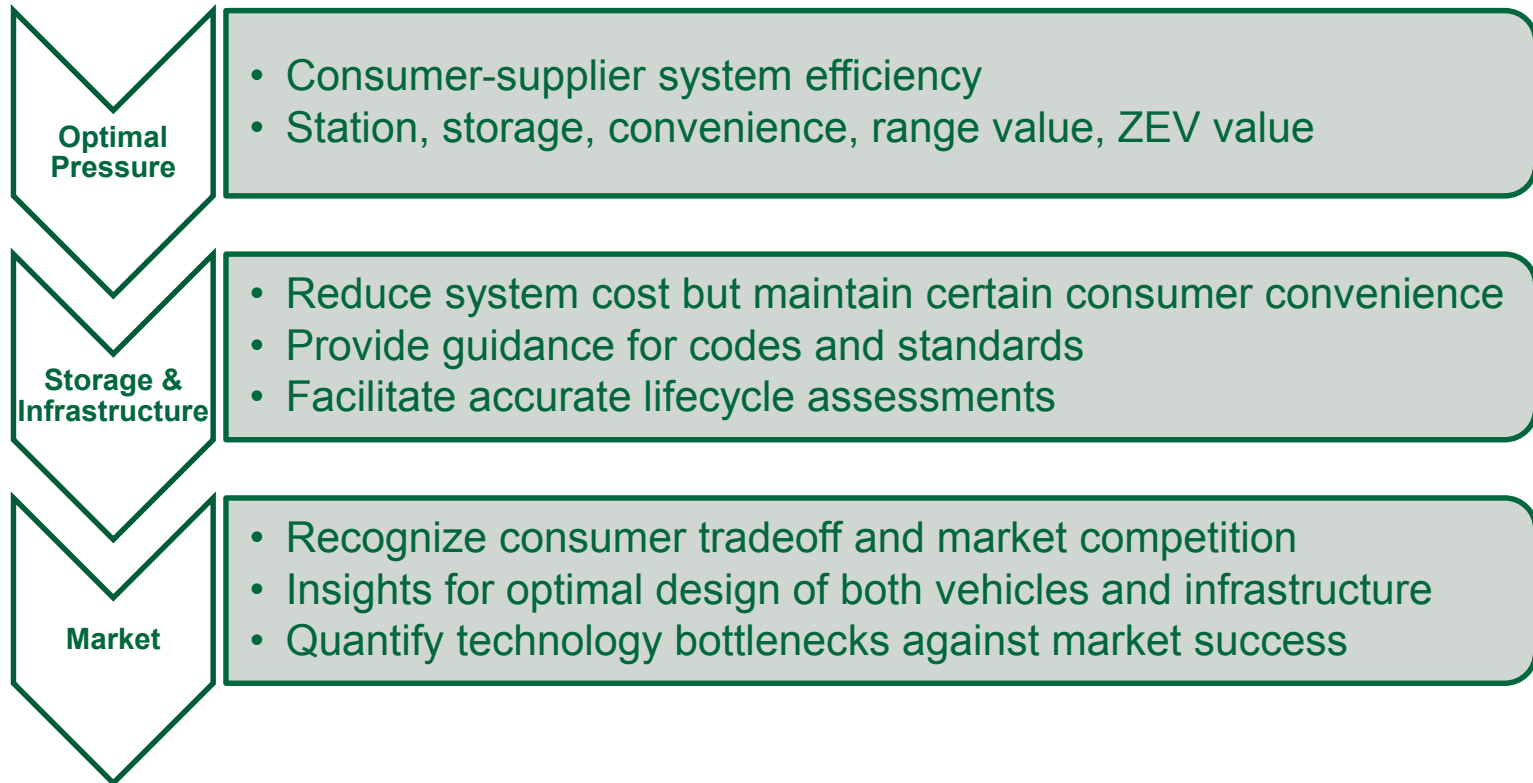 Optimal
Pressure
• Consumer-supplier system efficiency
• Station, storage, convenience, range value, ZEV value
Storage &
Infrastructure
• Reduce system cost but maintain certain consumer convenience
• Provide guidance for codes and standards
• Facilitate accurate lifecycle assessments
Market
• Recognize consumer tradeoff and market competition
• Insights for optimal design of both vehicles and infrastructure
• Quantify technology bottlenecks against market success